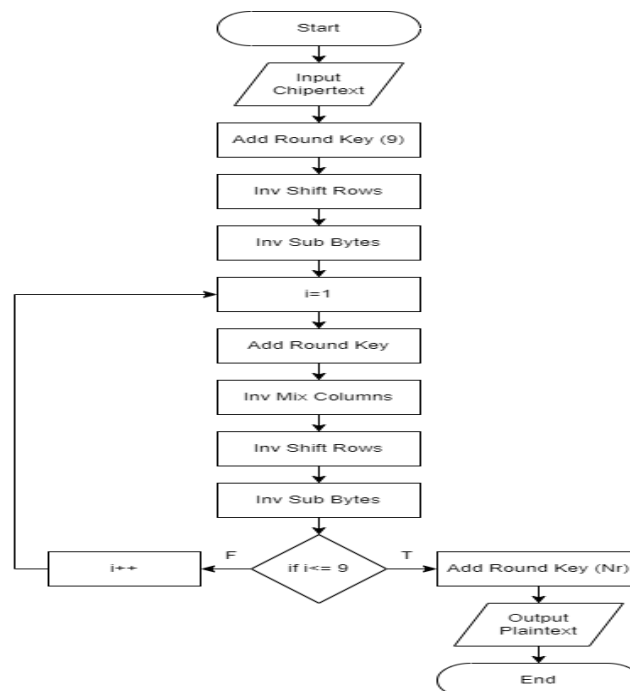 Start
Input
Chipertext
Add Round Key (9)
Inv Shift Rows
Inv Sub Bytes
i=1
Add Round Key
Inv Mix Columns
Inv Shift Rows
Inv Sub Bytes
i++
F
if i<= 9
T
Add Round Key (Nr)
Output
Plaintext
End